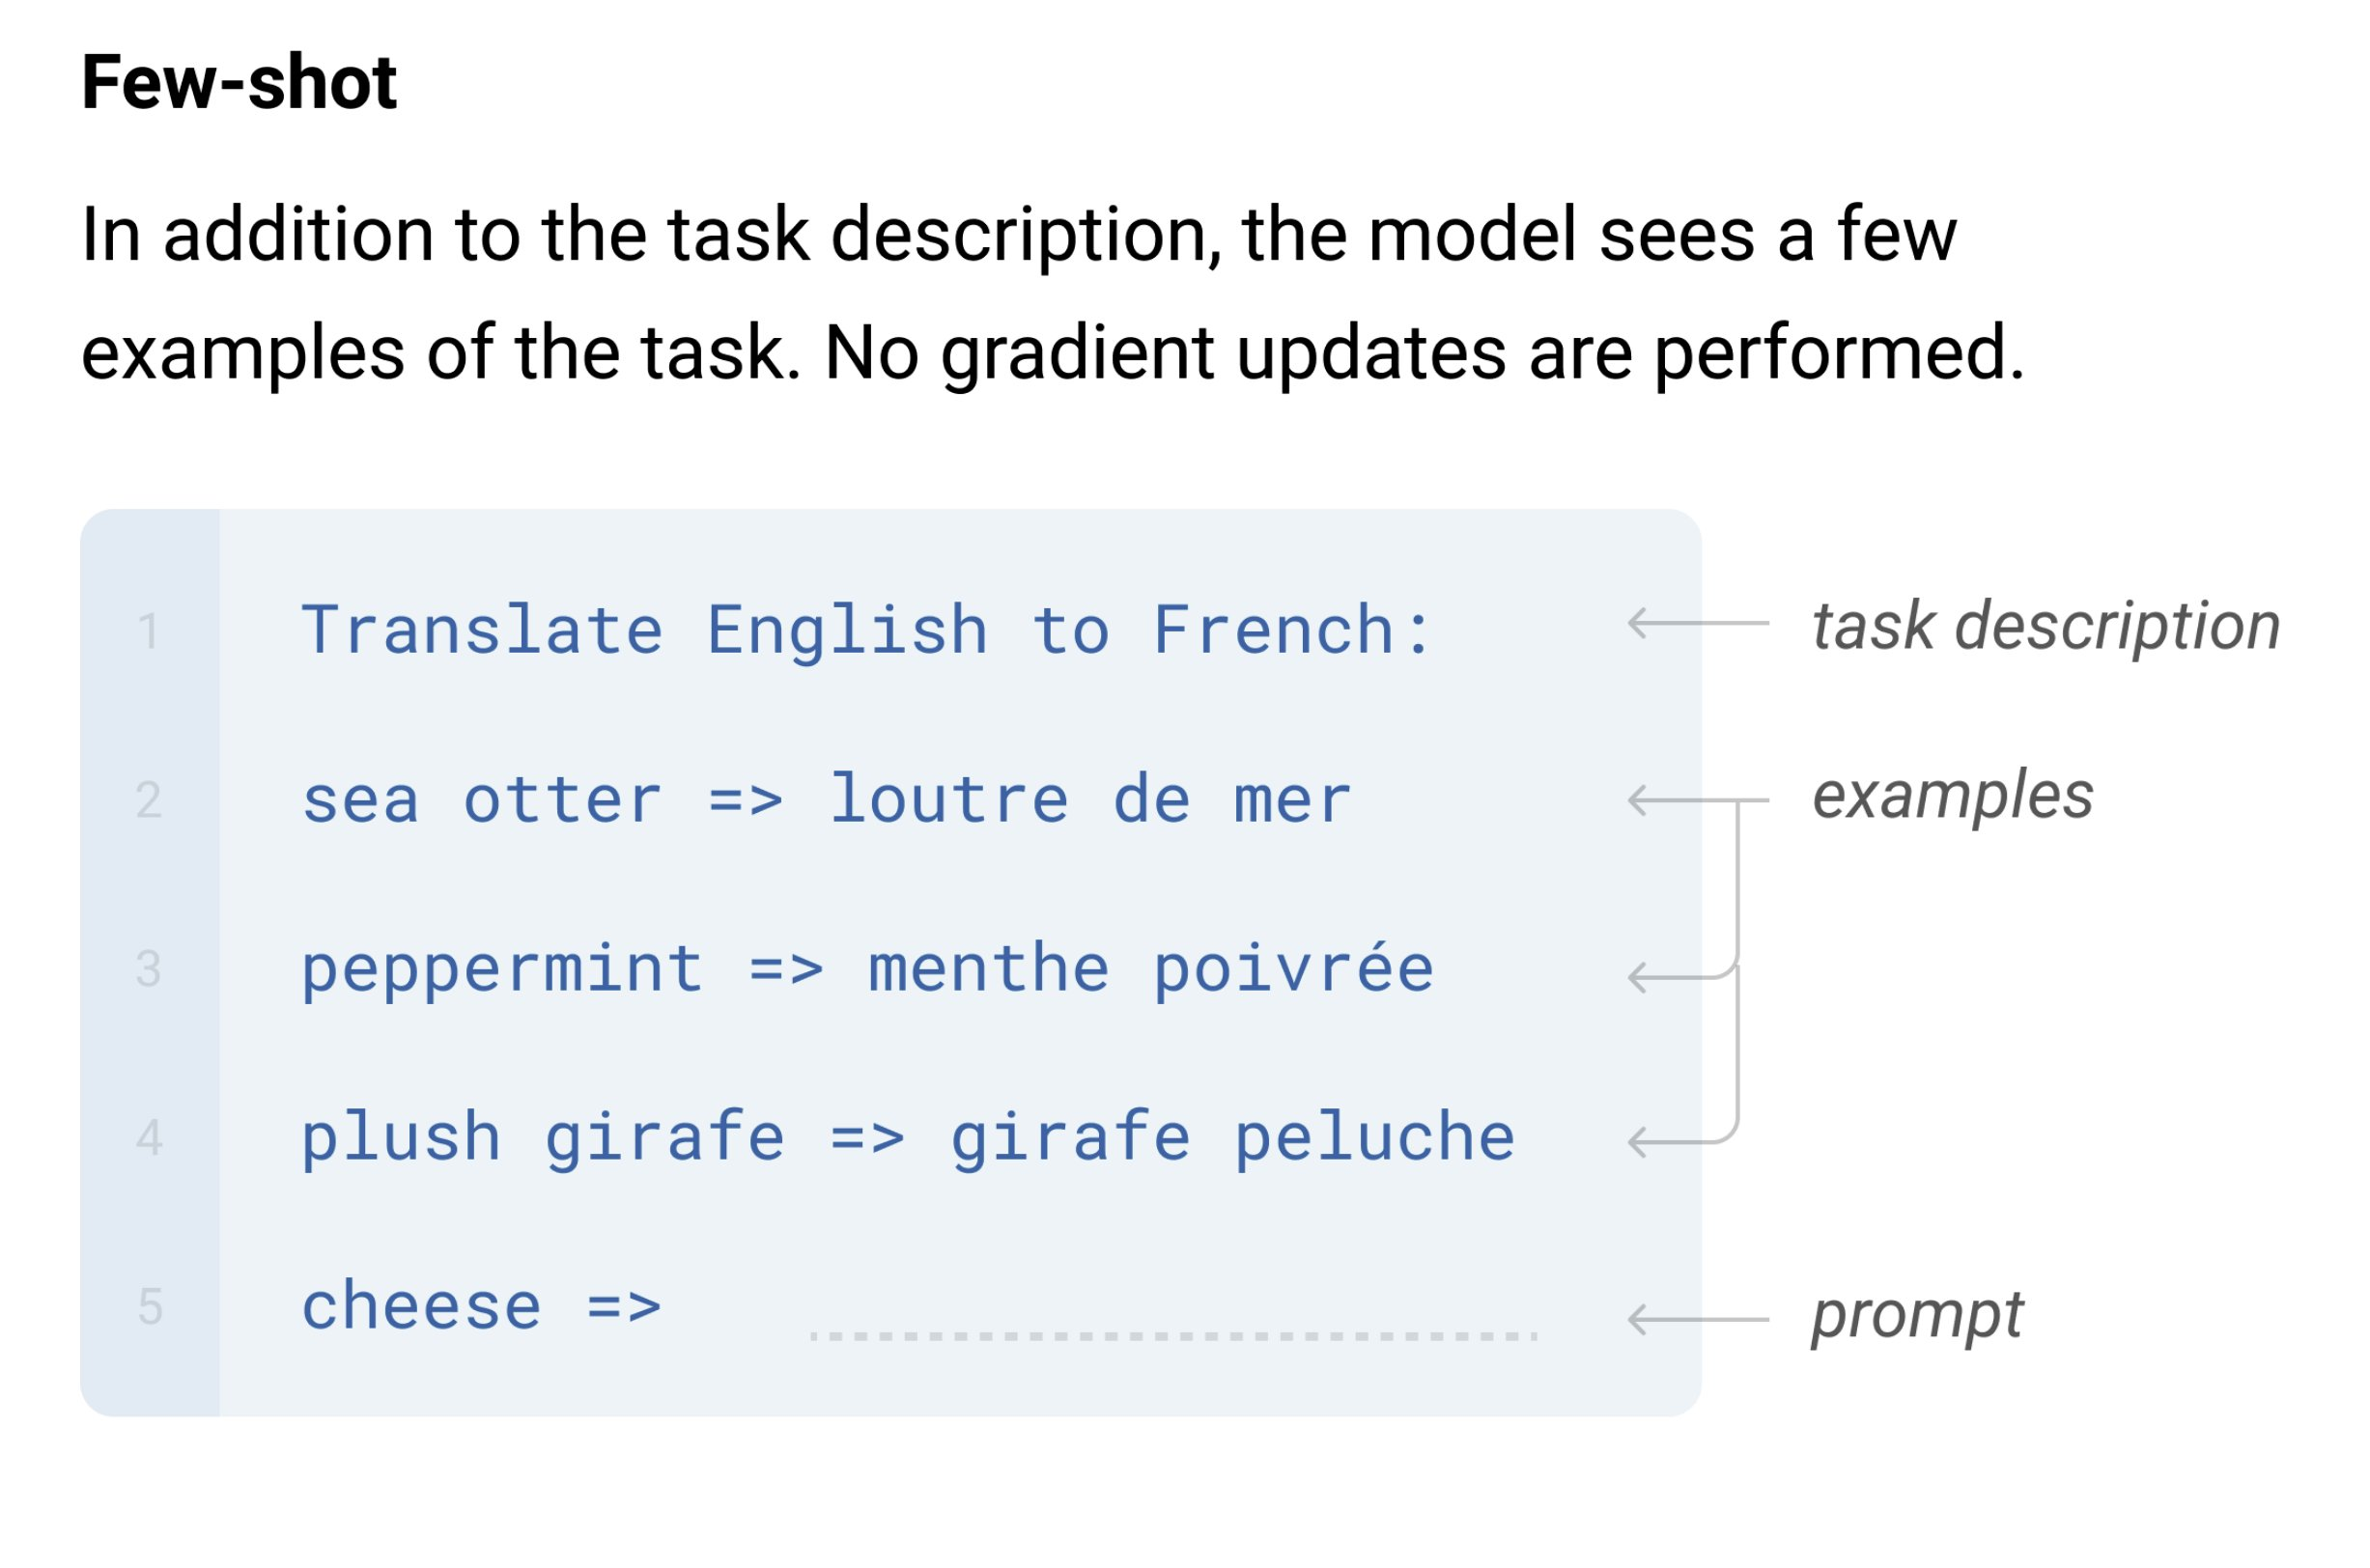 Few-shot
In addition to the task description, the model sees a few
examples of the task. No gradient updates are performed.
1 Translate English to French: task description
2 sea otter => loutre de mer examples
3 peppermint => menthe poivrée
4 plush girafe => girafe peluche
5 cheese => prompt